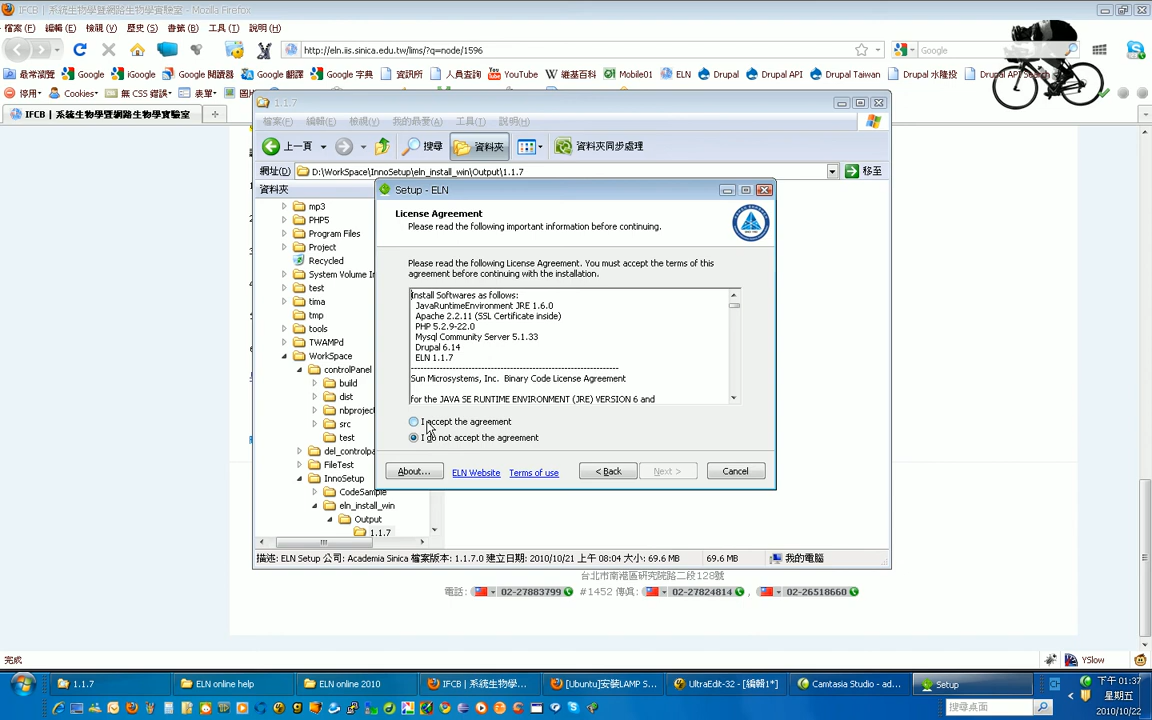 IFCB | 系統生物學暨網路生物學實驗室 - Mozilla Firefox
檔案(F) 編輯(E) 檢視(V) 歷史(S) 書籤(B) 工具(T) 說明(H)
http://eln.iis.sinica.edu.tw/lims/?q=node/1596
Google
最常瀏覽 Google iGoogle Google 閱讀器 Google 翻譯 Google 字典 資訊所 人員查詢 YouTube 維基百科 Mobile01 ELN Drupal Drupal API Drupal Taiwan Drupal 水隆投 Drupal API Search
停用 Cookies 無 CSS 錯誤 表單 圖片
IFCB | 系統生物學暨網路生物學實驗室
1.1.7
檔案(F) 編輯(E) 檢視(V) 我的最愛(A) 工具(T) 說明(H)
上一頁 搜尋 資料夾 資料夾同步處理
網址(D) D:\WorkSpace\InnoSetup\eln_install_win\Output\1.1.7 移至
資料夾
mp3
PHP5
Program Files
Project
Recycled
System Volume In
test
tima
tmp
tools
TWAMPd
WorkSpace
controlPanel
build
dist
nbproject
src
test
del_controlpa
FileTest
InnoSetup
CodeSample
eln_install_win
Output
1.1.7
Setup - ELN
License Agreement
Please read the following important information before continuing.
Please read the following License Agreement. You must accept the terms of this
agreement before continuing with the installation.
Install Softwares as follows:
JavaRuntimeEnvironment JRE 1.6.0
Apache 2.2.11 (SSL Certificate inside)
PHP 5.2.9-22.0
Mysql Community Server 5.1.33
Drupal 6.14
ELN 1.1.7
--------------------------------------------------------
Sun Microsystems, Inc. Binary Code License Agreement
for the JAVA SE RUNTIME ENVIRONMENT (JRE) VERSION 6 and
I accept the agreement
I do not accept the agreement
About... ELN Website Terms of use < Back Next > Cancel
描述: ELN Setup 公司: Academia Sinica 檔案版本: 1.1.7.0 建立日期: 2010/10/21 上午 08:04 大小: 69.6 MB 69.6 MB 我的電腦
台北市南港區研究院路二段128號
電話: 02-27883799 #1452 傳真: 02-27824814 , 02-26518660
完成 YSlow
1.1.7 ELN online help ELN online 2010 IFCB | 系統生物學... [Ubuntu]安裝LAMP S... UltraEdit-32 - [編輯1*] Camtasia Studio - ad... Setup
下午 01:37
星期五
2010/10/22
搜尋桌面